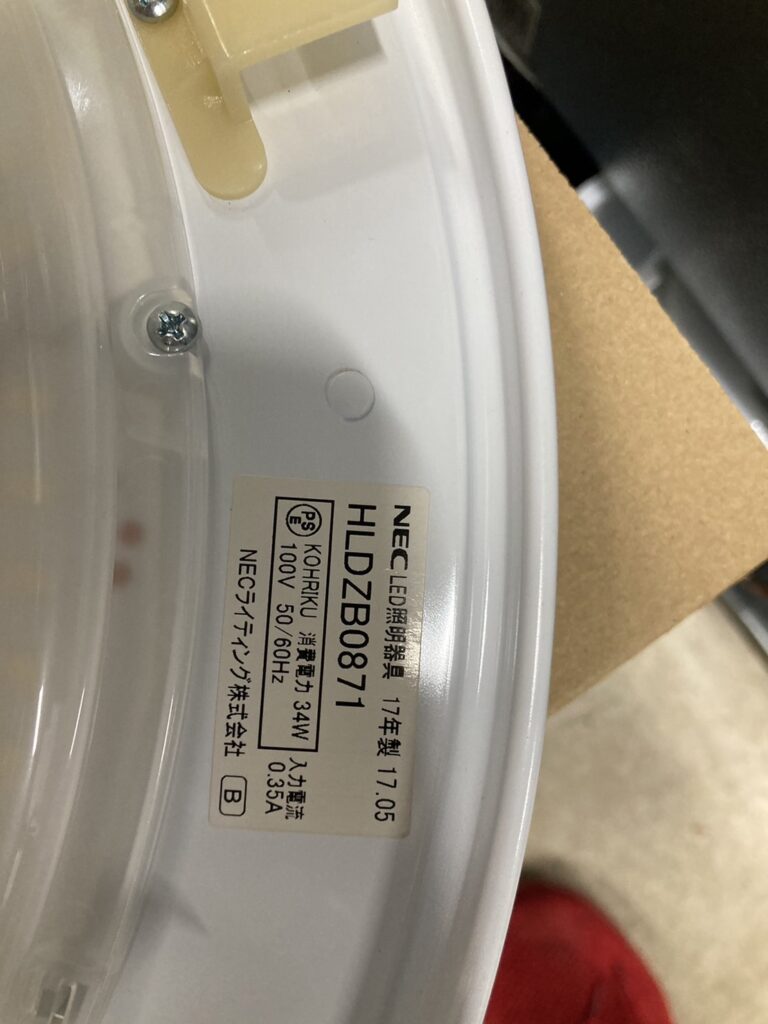 NEC LED照明器具 17年製 17.05
HLDZB0871
PSE KOHRIKU 消費電力 34W 入力電流
100V 50/60Hz 0.35A
NECライティング株式会社 B